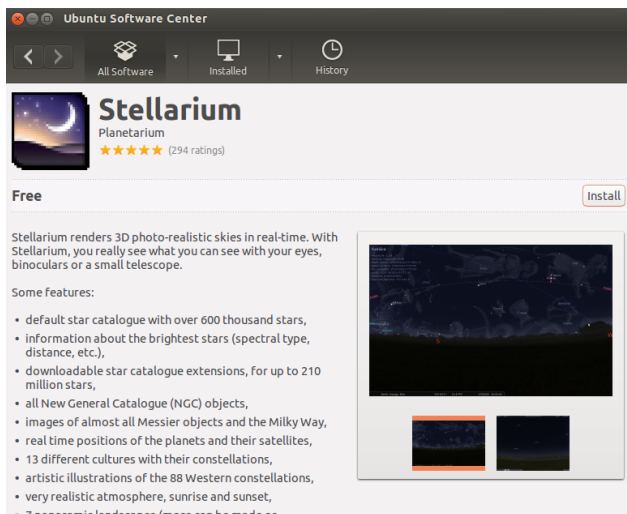 Ubuntu Software Center
All Software
Installed
History
Stellarium
Planetarium
(294 ratings)
Free
Install
Stellarium renders 3D photo-realistic skies in real-time. With
Stellarium, you really see what you can see with your eyes,
binoculars or a small telescope.
Some features:
• default star catalogue with over 600 thousand stars,
• information about the brightest stars (spectral type,
distance, etc.),
• downloadable star catalogue extensions, for up to 210
million stars,
• all New General Catalogue (NGC) objects,
• images of almost all Messier objects and the Milky Way,
• real time positions of the planets and their satellites,
• 13 different cultures with their constellations,
• artistic illustrations of the 88 Western constellations,
• very realistic atmosphere, sunrise and sunset,